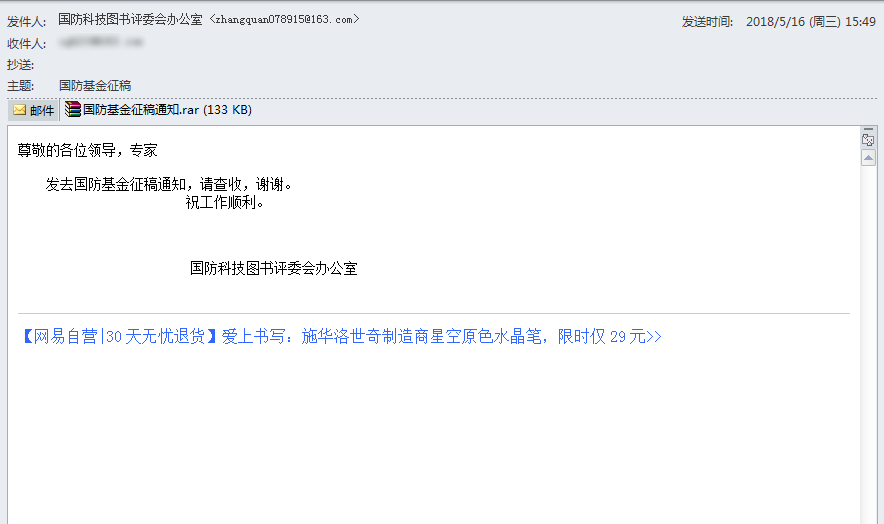 发件人: 国防科技图书评委会办公室 <zhangquan078915@163.com> 发送时间: 2018/5/16 (周三) 15:49
收件人:
抄送:
主题: 国防基金征稿
邮件 国防基金征稿通知.rar (133 KB)
尊敬的各位领导，专家
发去国防基金征稿通知，请查收，谢谢。
祝工作顺利。
国防科技图书评委会办公室
【网易自营|30天无忧退货】爱上书写：施华洛世奇制造商星空原色水晶笔，限时仅29元>>